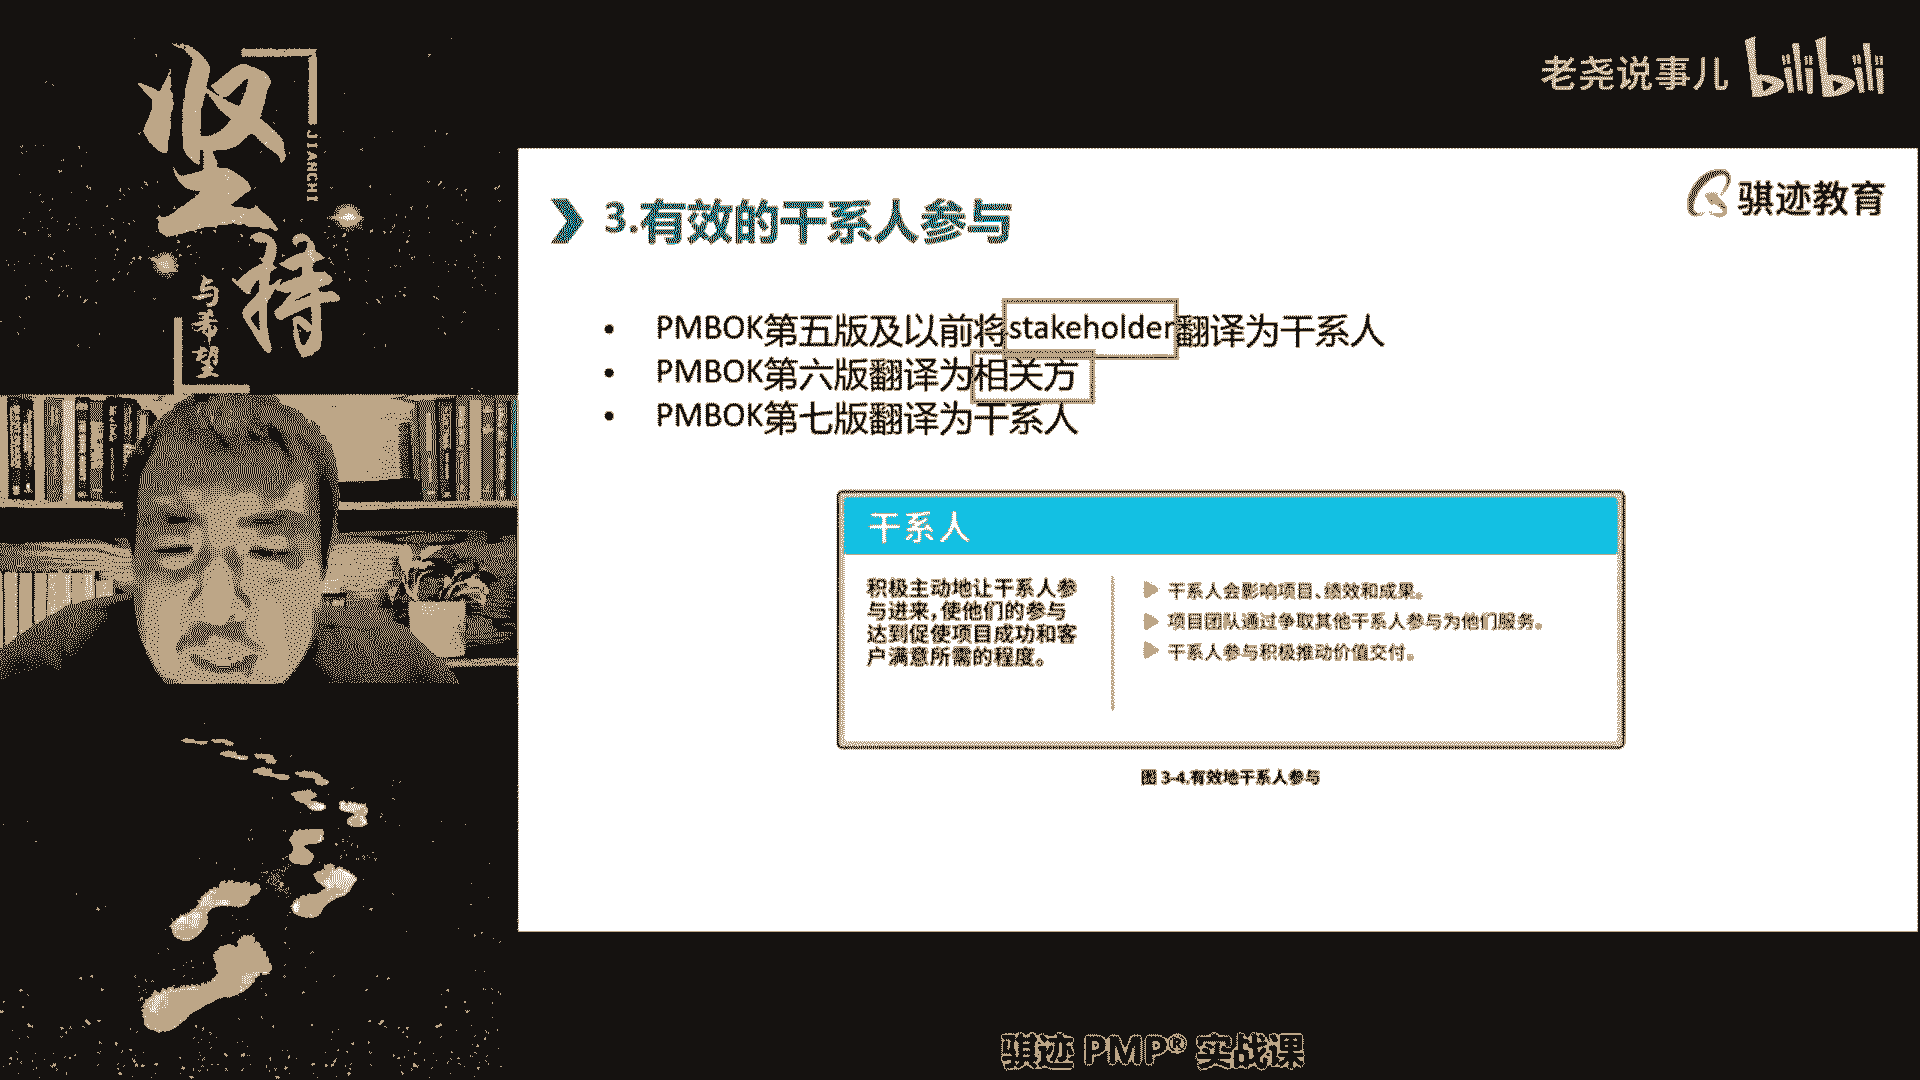 坚持
JIANCHI
与希望
老尧说事儿 bilibili
骐迹教育
3.有效的干系人参与
• PMBOK第五版及以前将stakeholder翻译为干系人
• PMBOK第六版翻译为相关方
• PMBOK第七版翻译为干系人
干系人
积极主动地让干系人参
与进来，使他们的参与
达到促使项目成功和客
户满意所需的程度。
干系人会影响项目、绩效和成果。
项目团队通过争取其他干系人参与为他们服务。
干系人参与积极推动价值交付。
图 3-4.有效地干系人参与
骐迹 PMP® 实战课